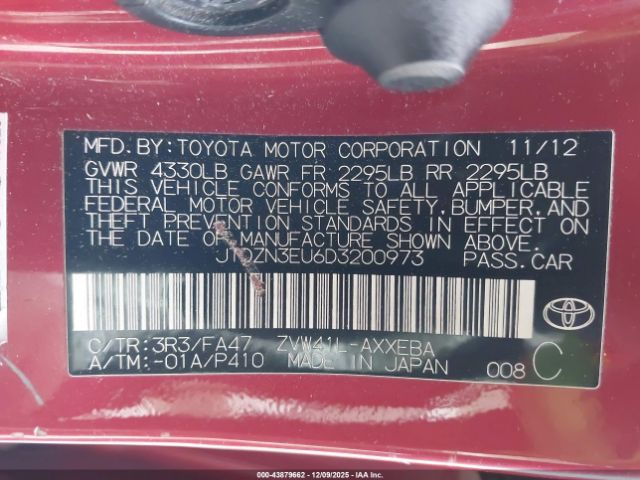 MFD. BY: TOYOTA MOTOR CORPORATION 11/12
GVWR 4330LB GAWR FR 2295LB RR 2295LB
THIS VEHICLE CONFORMS TO ALL APPLICABLE
FEDERAL MOTOR VEHICLE SAFETY, BUMPER, AND
THEFT PREVENTION STANDARDS IN EFFECT ON
THE DATE OF MANUFACTURE SHOWN ABOVE.
JTDZN3EU6D3200973 PASS.CAR
C/TR: 3R3/FA47 ZVW41L-AXXEBA
A/TM: -01A/P410 MADE IN JAPAN 008 C
000-43879662 - 12/09/2025 - IAA Inc.